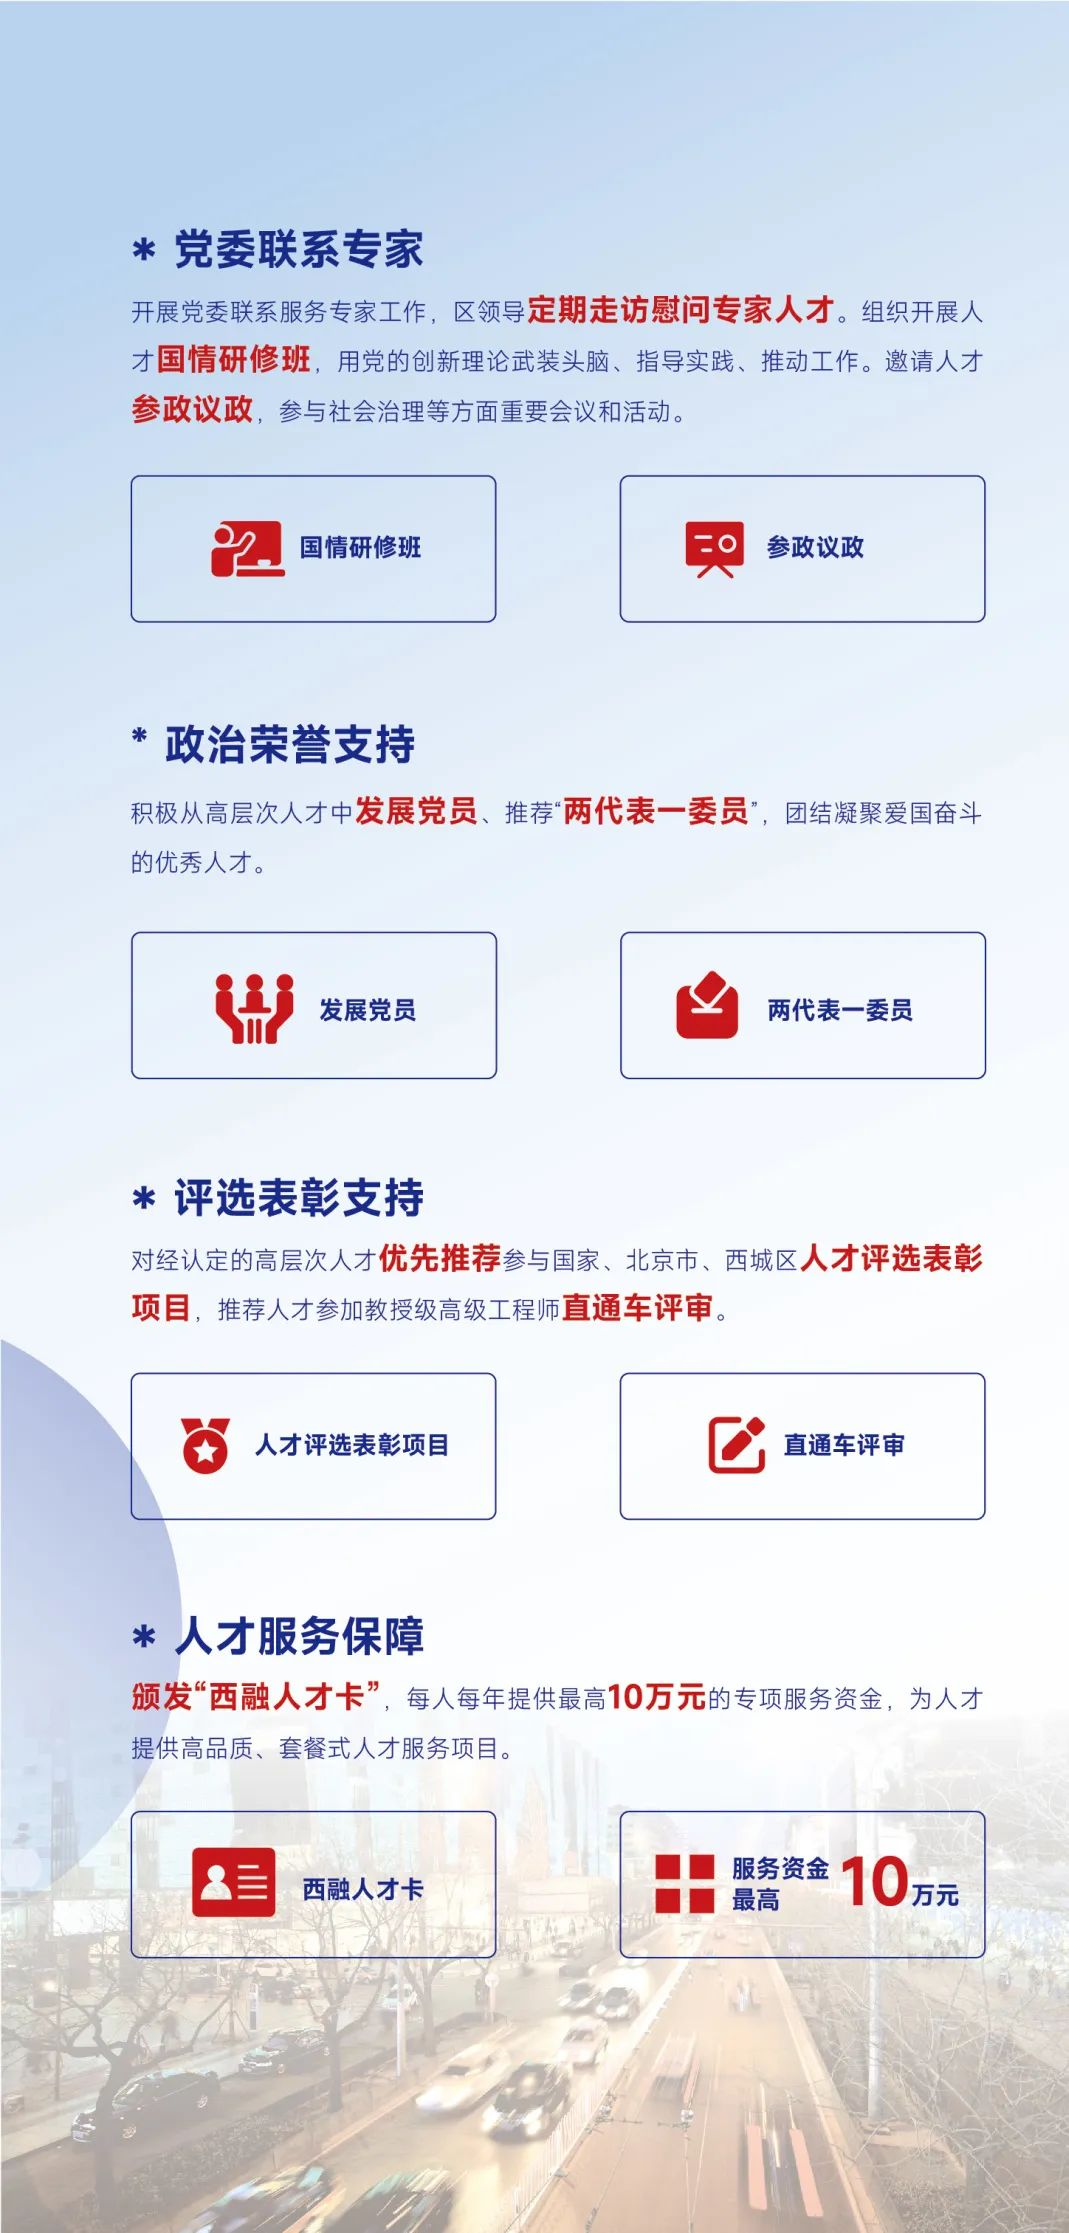 * 党委联系专家
开展党委联系服务专家工作，区领导定期走访慰问专家人才。组织开展人
才国情研修班，用党的创新理论武装头脑、指导实践、推动工作。邀请人才
参政议政，参与社会治理等方面重要会议和活动。
国情研修班
参政议政
* 政治荣誉支持
积极从高层次人才中发展党员、推荐“两代表一委员”，团结凝聚爱国奋斗
的优秀人才。
发展党员
两代表一委员
* 评选表彰支持
对经认定的高层次人才优先推荐参与国家、北京市、西城区人才评选表彰
项目，推荐人才参加教授级高级工程师直通车评审。
人才评选表彰项目
直通车评审
* 人才服务保障
颁发“西融人才卡”，每人每年提供最高10万元的专项服务资金，为人才
提供高品质、套餐式人才服务项目。
西融人才卡
服务资金
最高 10万元